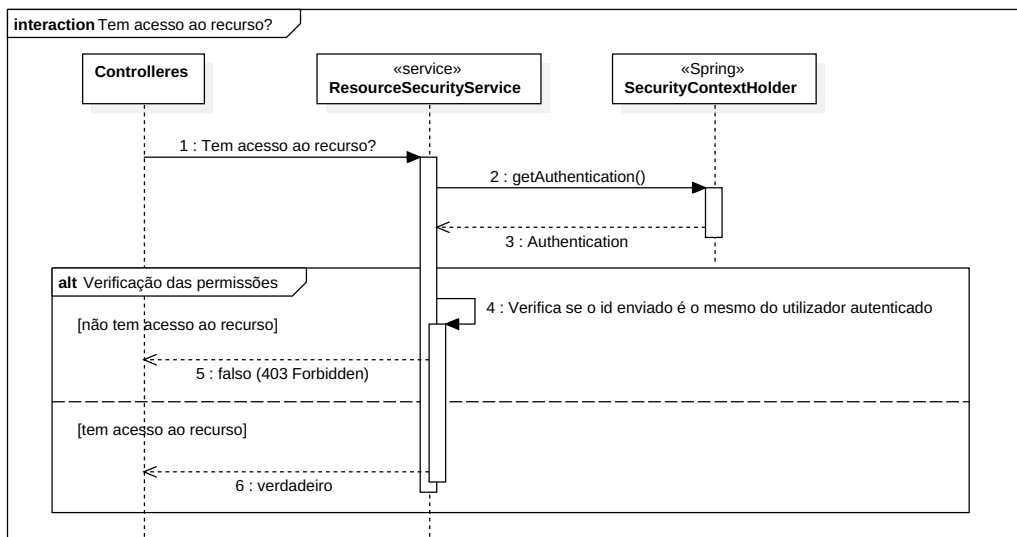 interaction Tem acesso ao recurso?
Controlleres
«service»
ResourceSecurityService
«Spring»
SecurityContextHolder
1 : Tem acesso ao recurso?
2 : getAuthentication()
3 : Authentication
alt Verificação das permissões
4 : Verifica se o id enviado é o mesmo do utilizador autenticado
[não tem acesso ao recurso]
5 : falso (403 Forbidden)
[tem acesso ao recurso]
6 : verdadeiro